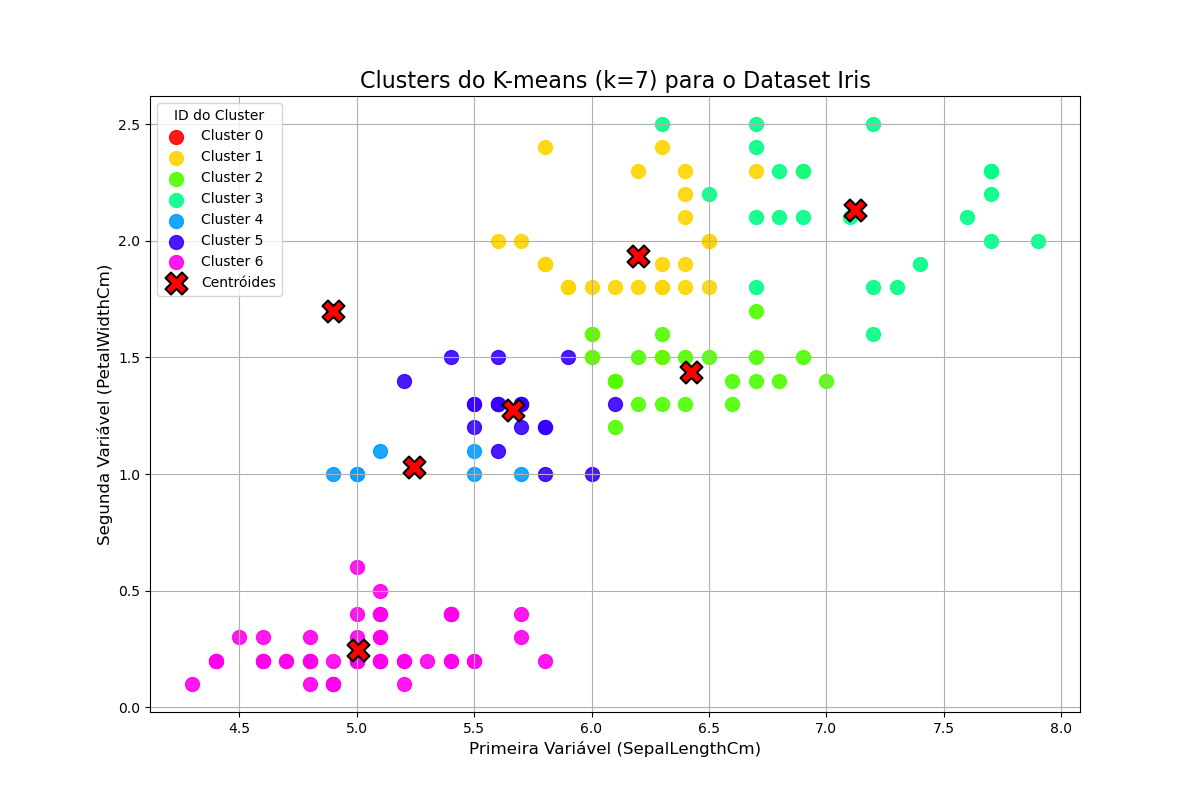 Clusters do K-means (k=7) para o Dataset Iris
ID do Cluster
Cluster 0
Cluster 1
Cluster 2
Cluster 3
Cluster 4
Cluster 5
Cluster 6
Centróides
Segunda Variável (PetalWidthCm)
2.5
2.0
1.5
1.0
0.5
0.0
4.5 5.0 5.5 6.0 6.5 7.0 7.5 8.0
Primeira Variável (SepalLengthCm)